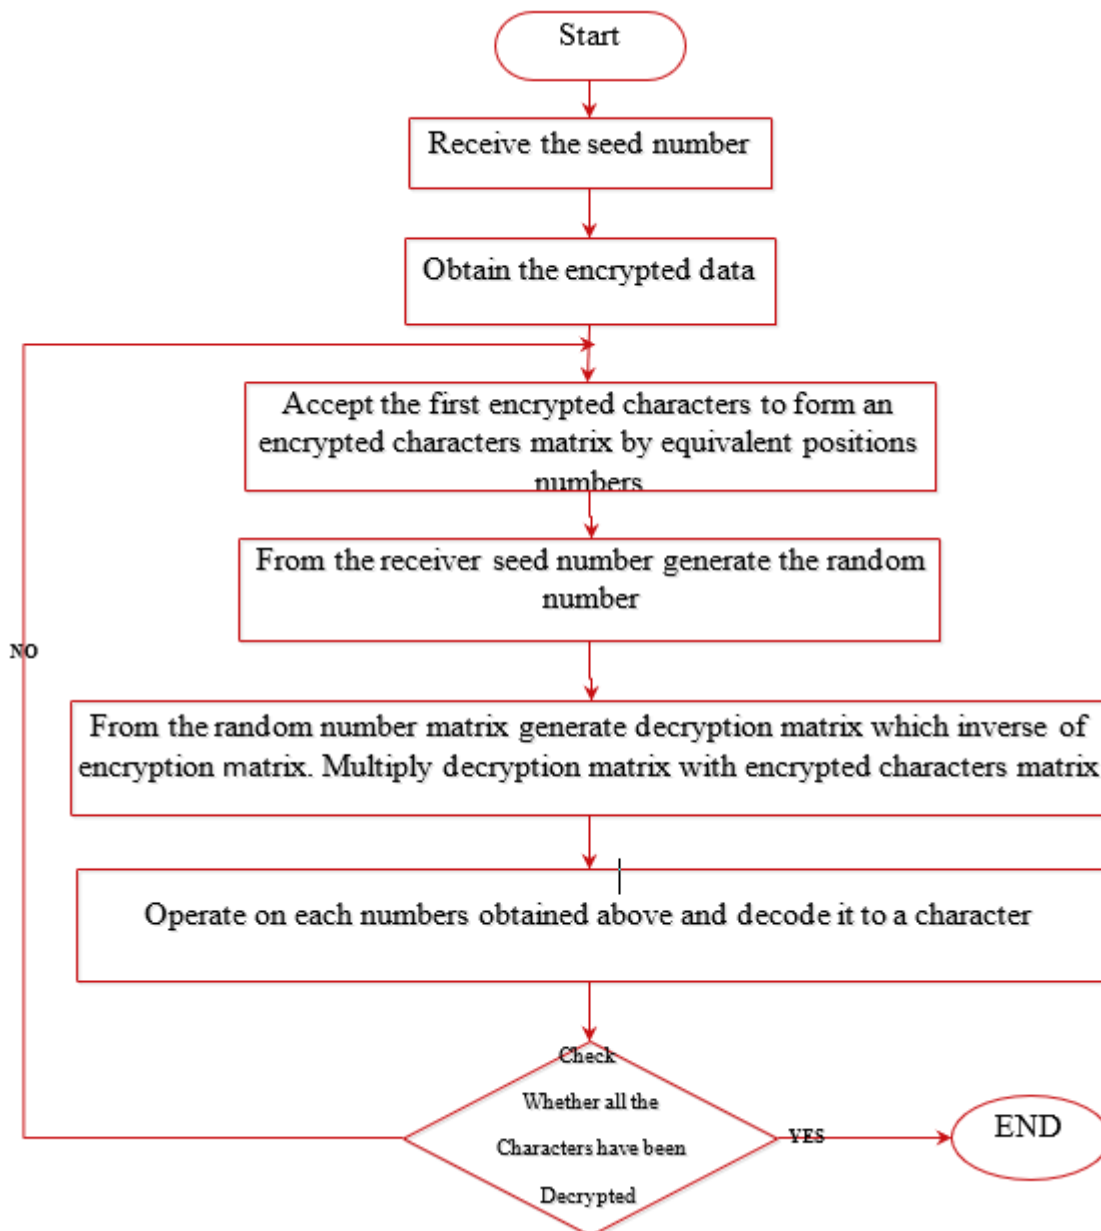 Start
Receive the seed number
Obtain the encrypted data
Accept the first encrypted characters to form an
encrypted characters matrix by equivalent positions
numbers
From the receiver seed number generate the random
number
NO
From the random number matrix generate decryption matrix which inverse of
encryption matrix. Multiply decryption matrix with encrypted characters matrix
Operate on each numbers obtained above and decode it to a character
Check
Whether all the
Characters have been
Decrypted
YES
END